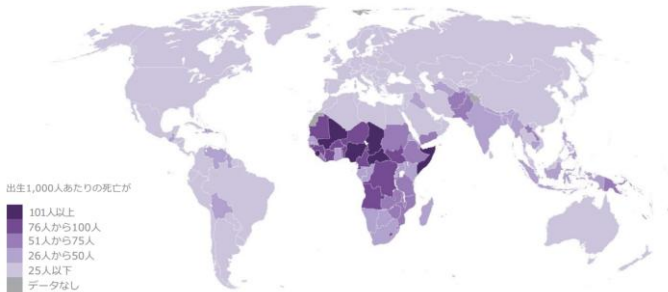 出生1,000人あたりの死亡が
101人以上
76人から100人
51人から75人
26人から50人
25人以下
データなし